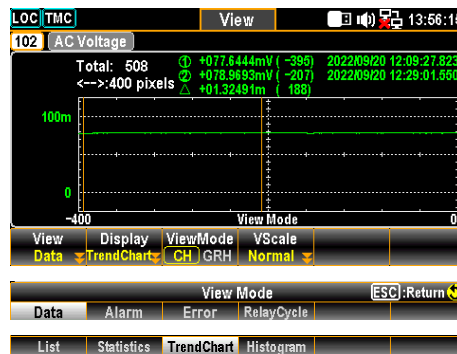 LOC TMC View 13:56:1
102 AC Voltage
Total: 508 ① +077.6444mV ( -395) 2022/09/20 12:09:27.823
<-->:400 pixels ② +078.9693mV ( -207) 2022/09/20 12:29:01.550
△ +01.32491m ( 188)
100m
0
-400 View Mode 0
View Display ViewMode VScale
Data TrendChart CH GRH Normal
View Mode ESC :Return
Data Alarm Error RelayCycle
List Statistics TrendChart Histogram